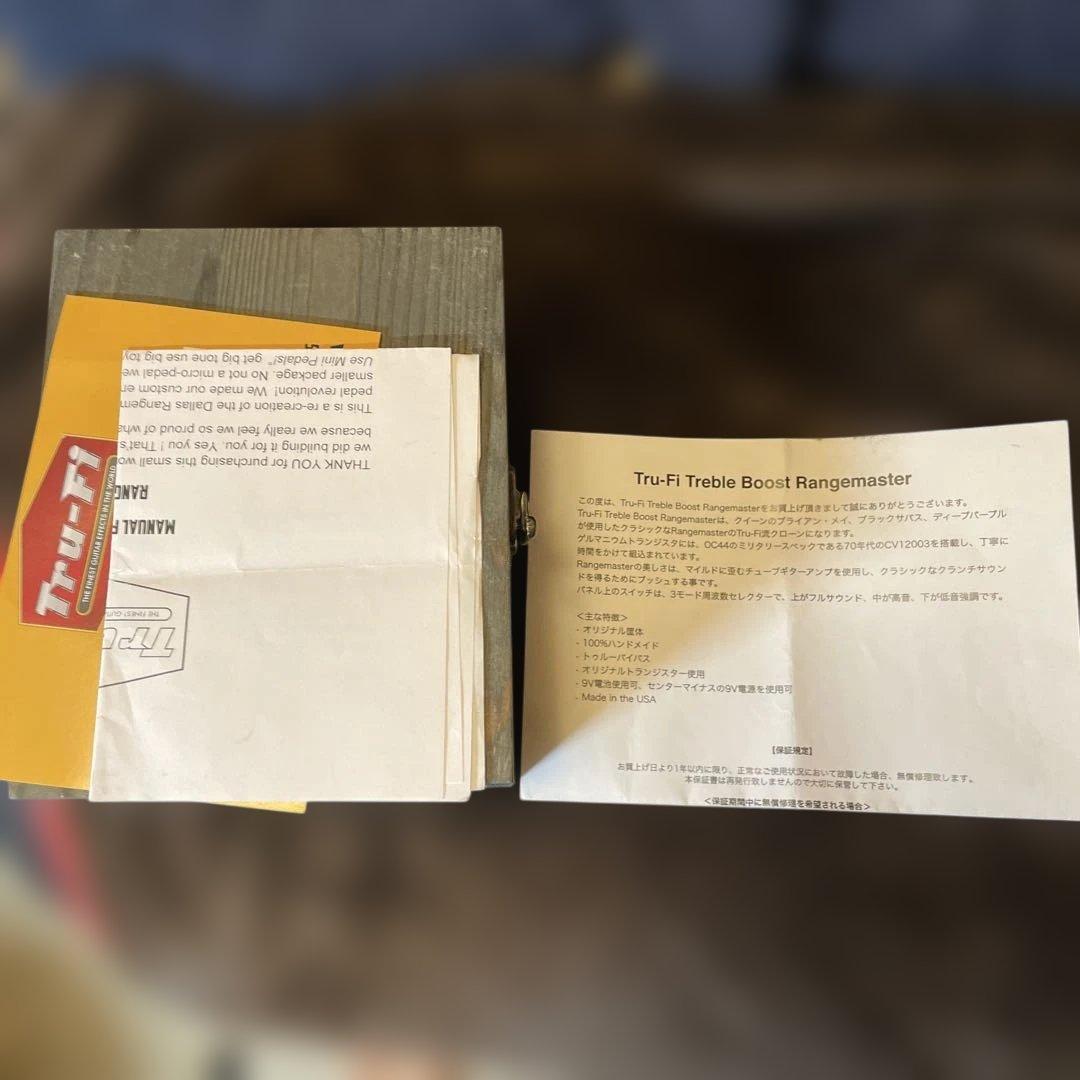 Tru-Fi
THE FINEST GUITAR EFFECTS IN THE WORLD
Tru
THE FINEST GUITA
MANUAL F
RANG
THANK YOU for purchasing this small wo
we did building it for you. Yes you ! That's
because we really feel we so proud of wha
This is a re-creation of the Dallas Rangem
pedal revolution! We made our custom en
smaller package. No not a micro-pedal we
Use Mini Pedals!" get big tone use big toy
Tru-Fi Treble Boost Rangemaster
この度は、Tru-Fi Treble Boost Rangemasterをお買上げ頂きまして誠にありがとうございます。
Tru-Fi Treble Boost Rangemasterは、クイーンのブライアン・メイ、ブラックサバス、ディープパープル
が使用したクラシックなRangemasterのTru-Fi流クローンになります。
ゲルマニウムトランジスタには、OC44のミリタリースペックである70年代のCV12003を搭載し、丁寧に
時間をかけて組込まれています。
Rangemasterの美しさは、マイルドに歪むチューブギターアンプを使用し、クラシックなクランチサウン
ドを得るためにプッシュする事です。
パネル上のスイッチは、3モード周波数セレクターで、上がフルサウンド、中が高音、下が低音強調です。
＜主な特徴＞
- オリジナル筐体
- 100%ハンドメイド
- トゥルーバイパス
- オリジナルトランジスター使用
- 9V電池使用可、センターマイナスの9V電源を使用可
- Made in the USA
【保証規定】
お買上げ日より1年以内に限り、正常なご使用状況において故障した場合、無償修理致します。
本保証書は再発行致しませんので大切に保管して下さい。
＜保証期間中に無償修理を希望される場合＞